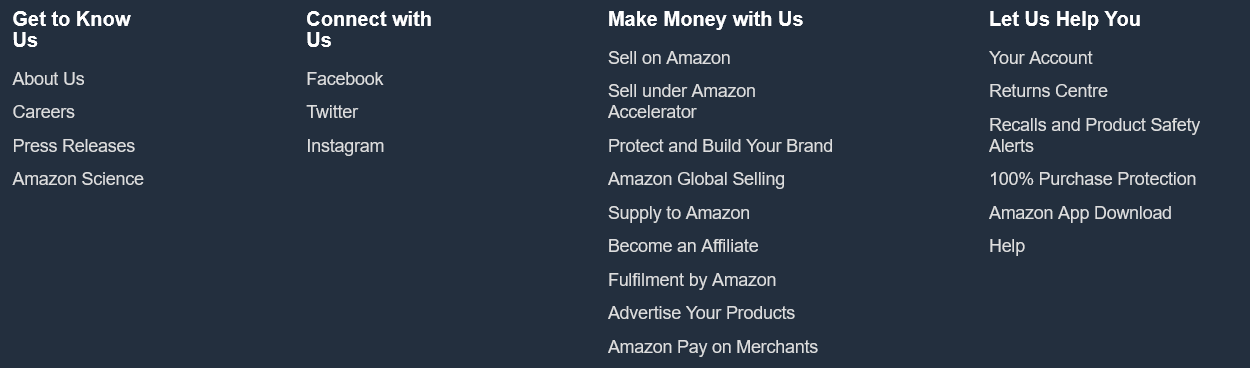 Get to Know
Us
About Us
Careers
Press Releases
Amazon Science
Connect with
Us
Facebook
Twitter
Instagram
Make Money with Us
Sell on Amazon
Sell under Amazon
Accelerator
Protect and Build Your Brand
Amazon Global Selling
Supply to Amazon
Become an Affiliate
Fulfilment by Amazon
Advertise Your Products
Amazon Pay on Merchants
Let Us Help You
Your Account
Returns Centre
Recalls and Product Safety
Alerts
100% Purchase Protection
Amazon App Download
Help